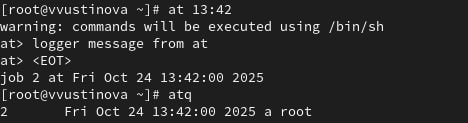 [root@vvustinova ~]# at 13:42
warning: commands will be executed using /bin/sh
at> logger message from at
at> <EOT>
job 2 at Fri Oct 24 13:42:00 2025
[root@vvustinova ~]# atq
2       Fri Oct 24 13:42:00 2025 a root